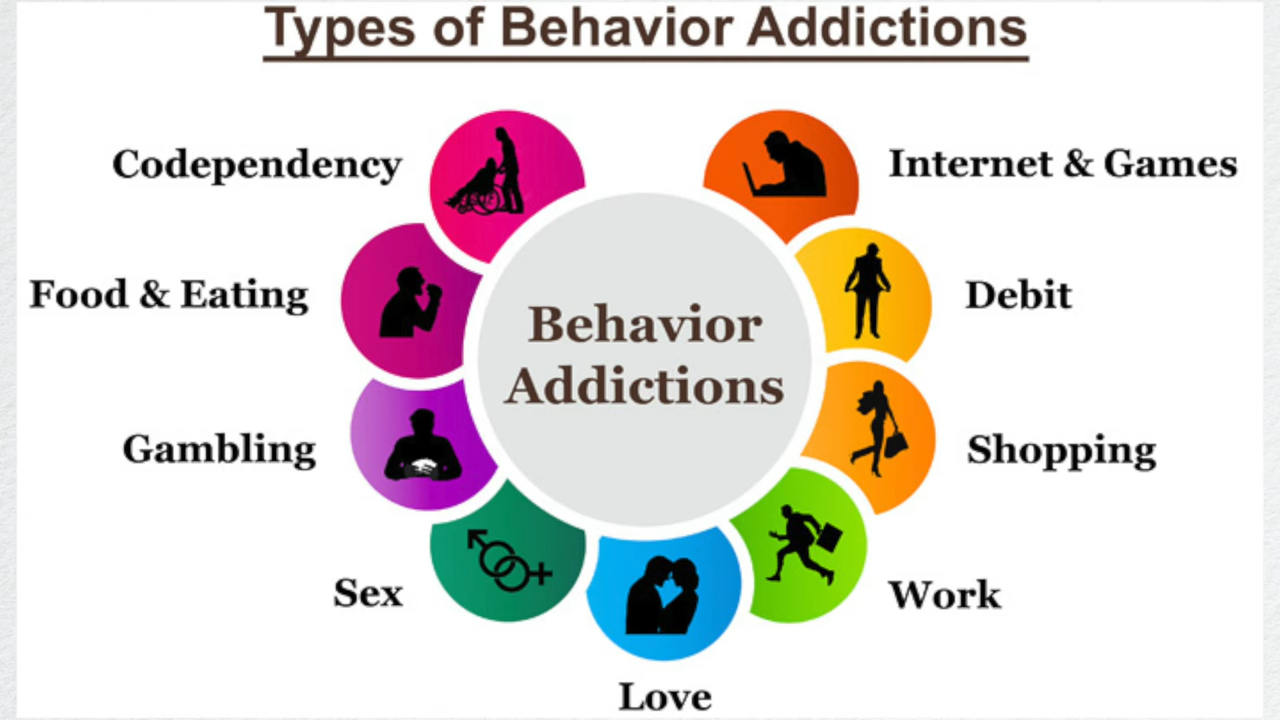 Types of Behavior Addictions
Codependency
Internet & Games
Food & Eating
Debit
Behavior
Addictions
Gambling
Shopping
Sex
Work
Love